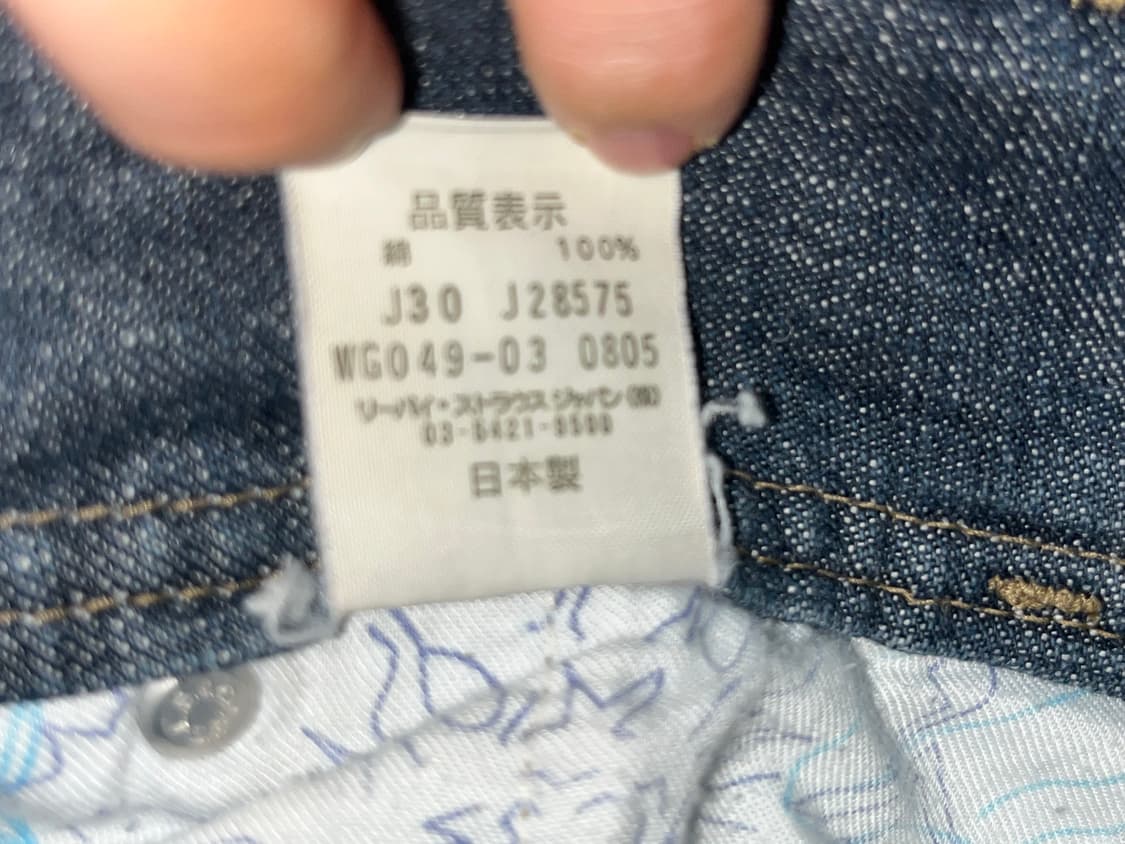 品質表示
綿 100%
J30 J28575
WG049-03 0805
リーバイ・ストラウス ジャパン(株)
日本製